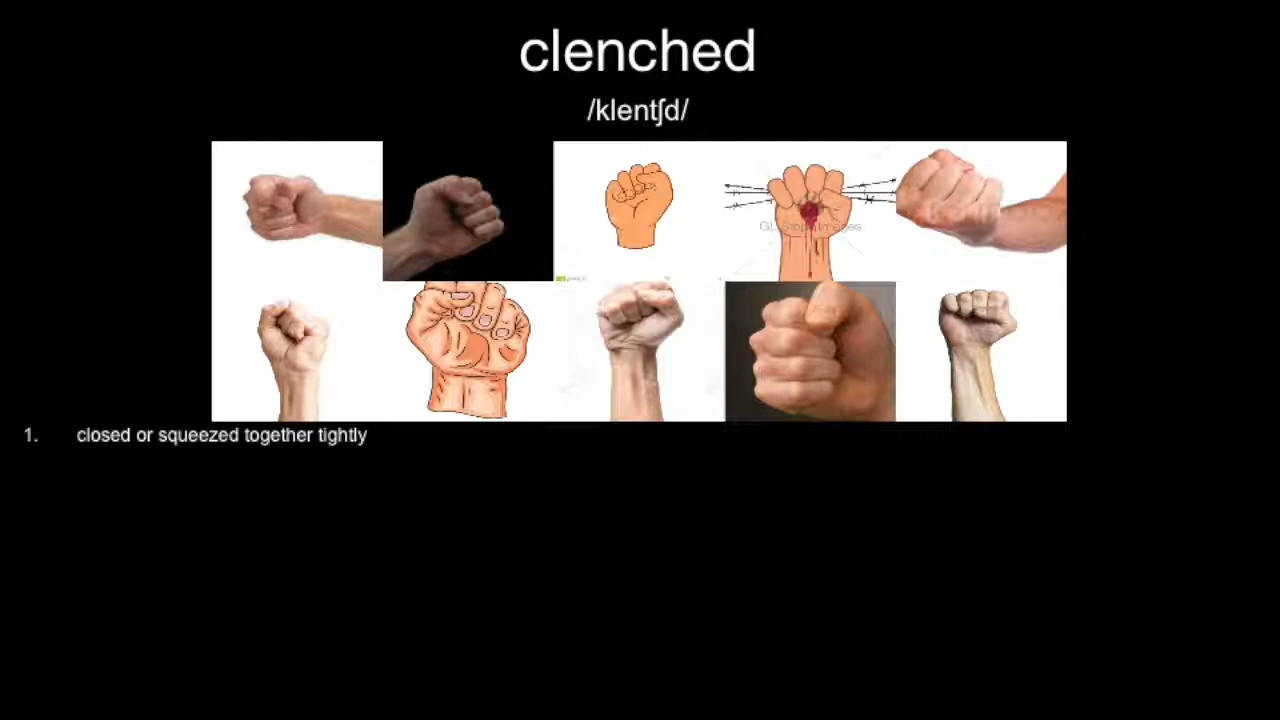 clenched
/klentʃd/
1. closed or squeezed together tightly